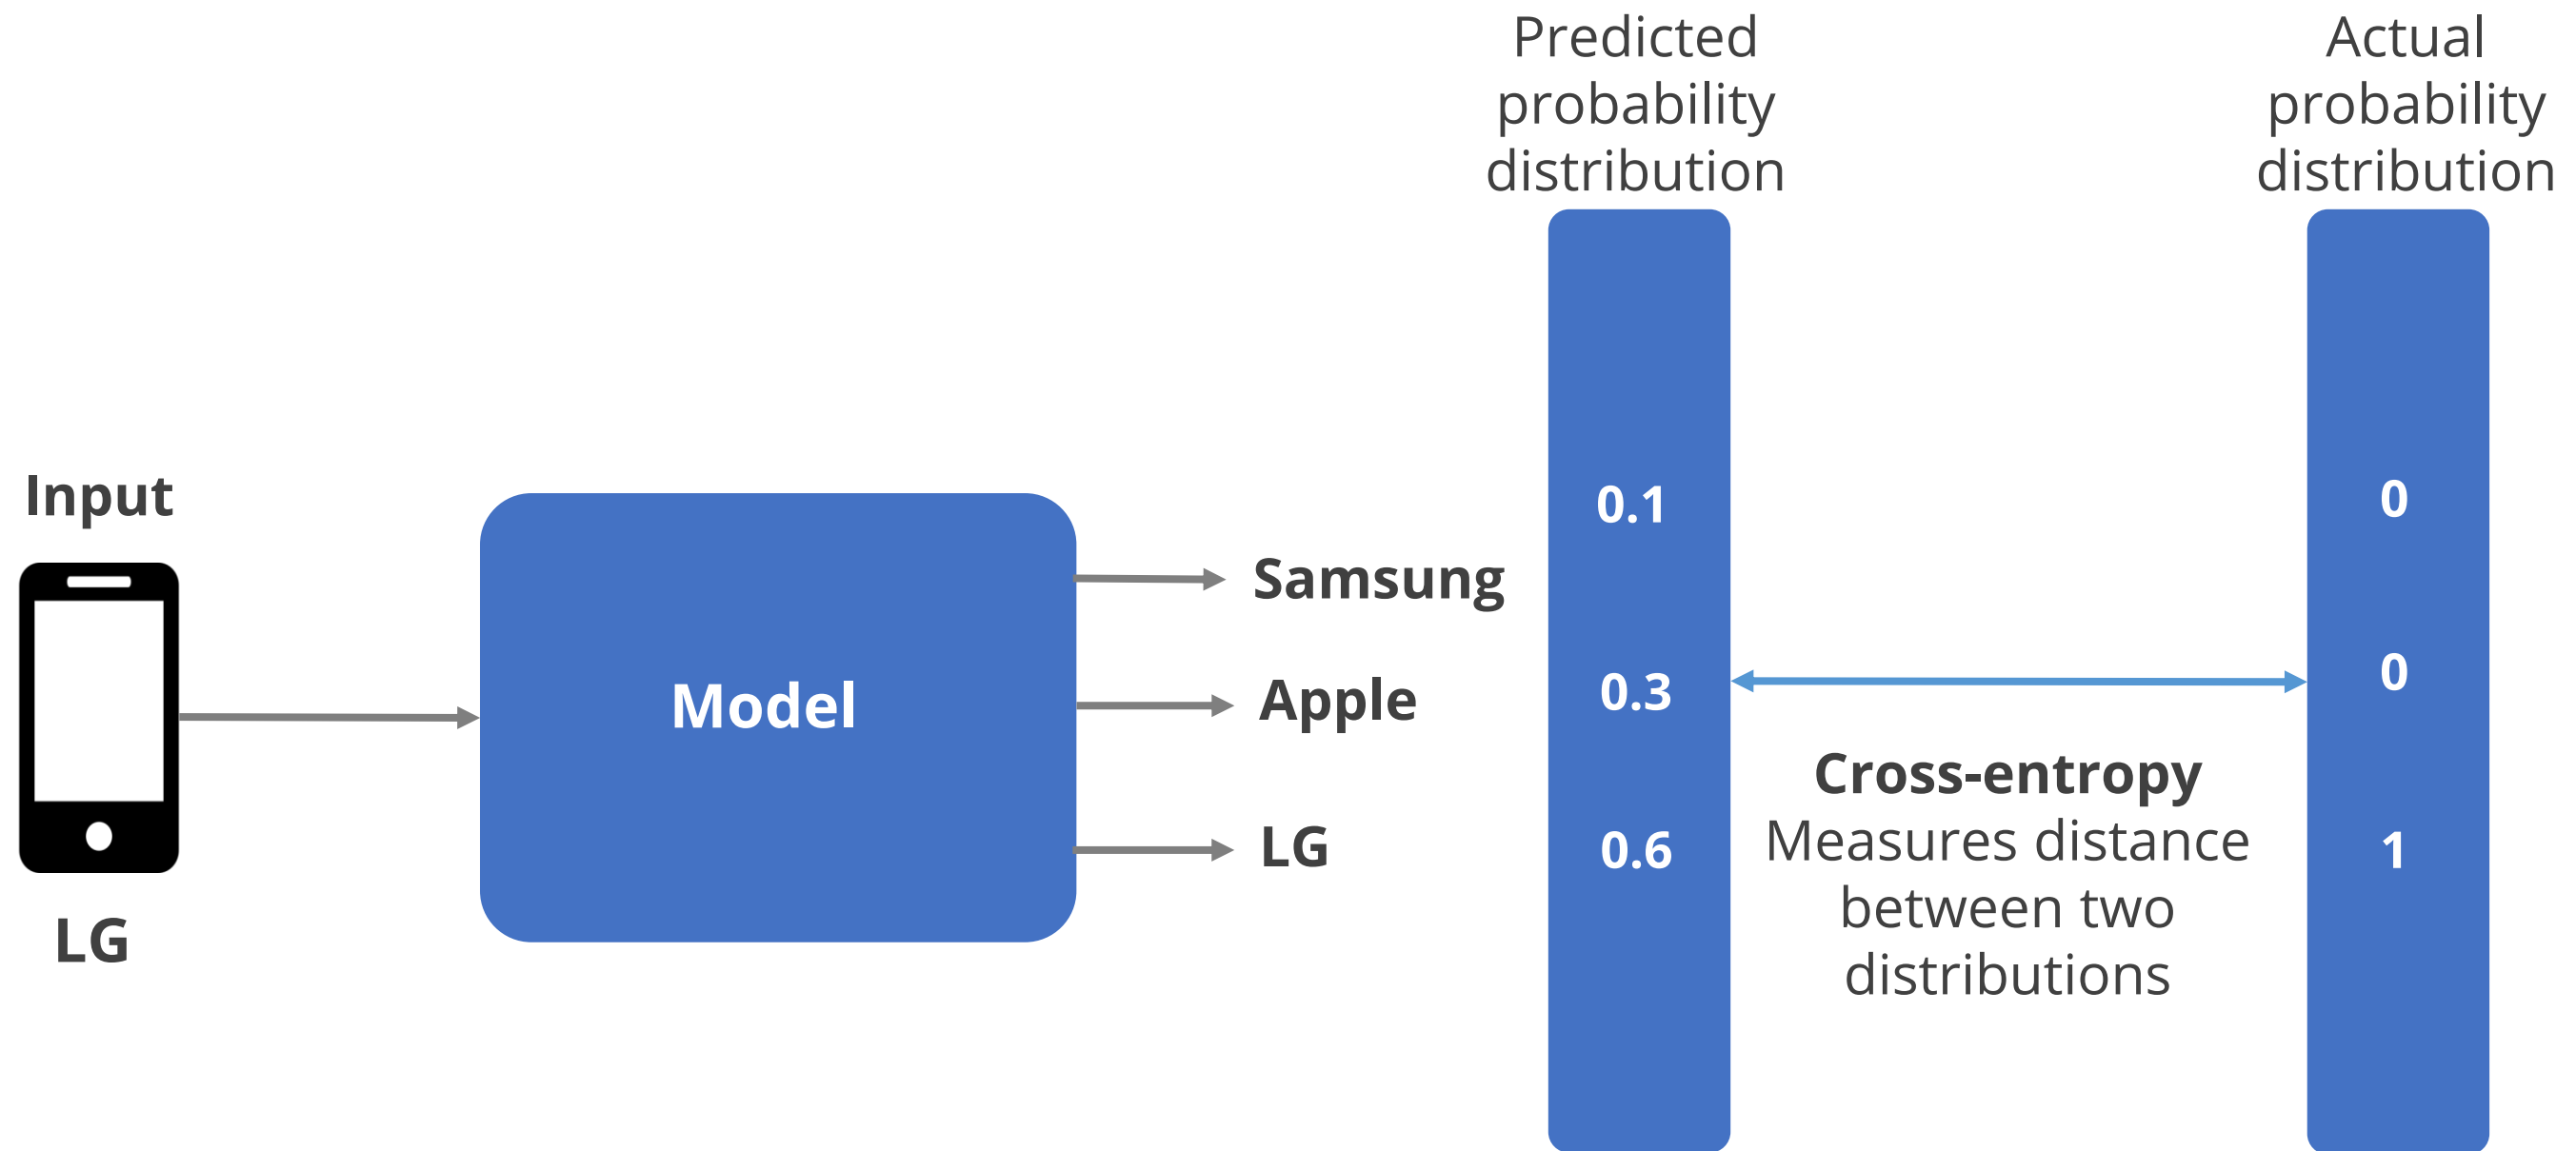 Input
LG
Model
Samsung
Apple
LG
Predicted
probability
distribution
0.1
0.3
0.6
Cross-entropy
Measures distance
between two
distributions
Actual
probability
distribution
0
0
1